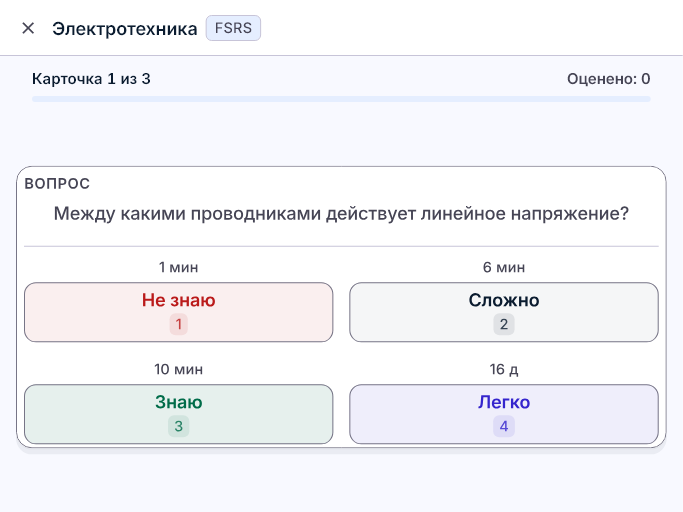 Электротехника FSRS
Карточка 1 из 3 Оценено: 0
ВОПРОС
Между какими проводниками действует линейное напряжение?
1 мин 6 мин
Не знаю Сложно
1 2
10 мин 16 д
Знаю Легко
3 4